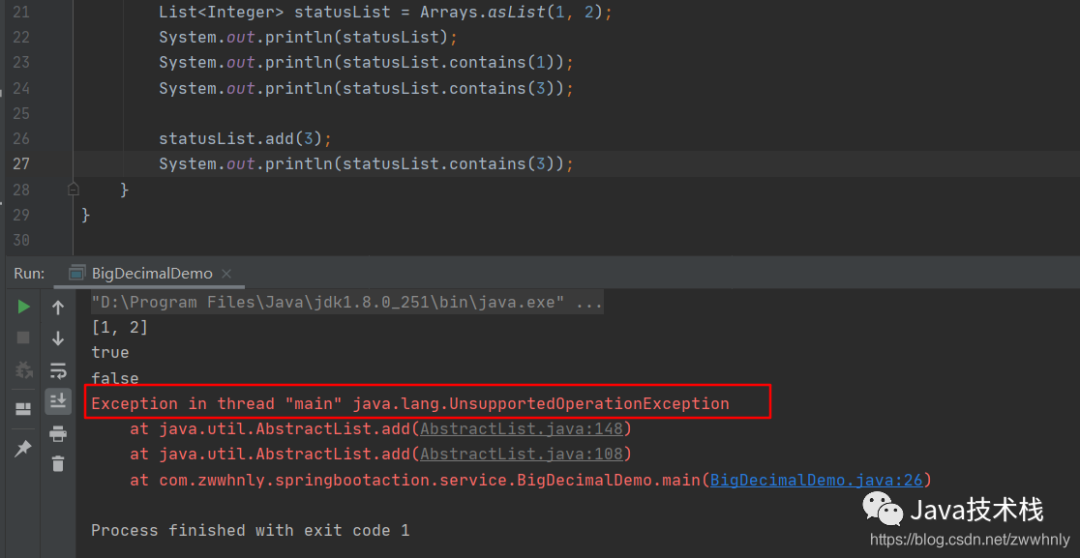 21 List<Integer> statusList = Arrays.asList(1, 2);
22 System.out.println(statusList);
23 System.out.println(statusList.contains(1));
24 System.out.println(statusList.contains(3));
25
26 statusList.add(3);
27 System.out.println(statusList.contains(3));
28 }
29 }
30
Run: BigDecimalDemo ×
"D:\Program Files\Java\jdk1.8.0_251\bin\java.exe" ...
[1, 2]
true
false
Exception in thread "main" java.lang.UnsupportedOperationException
at java.util.AbstractList.add(AbstractList.java:148)
at java.util.AbstractList.add(AbstractList.java:108)
at com.zwwhnly.springbootaction.service.BigDecimalDemo.main(BigDecimalDemo.java:26)
Process finished with exit code 1
Java技术栈
https://blog.csdn.net/zwwhnly